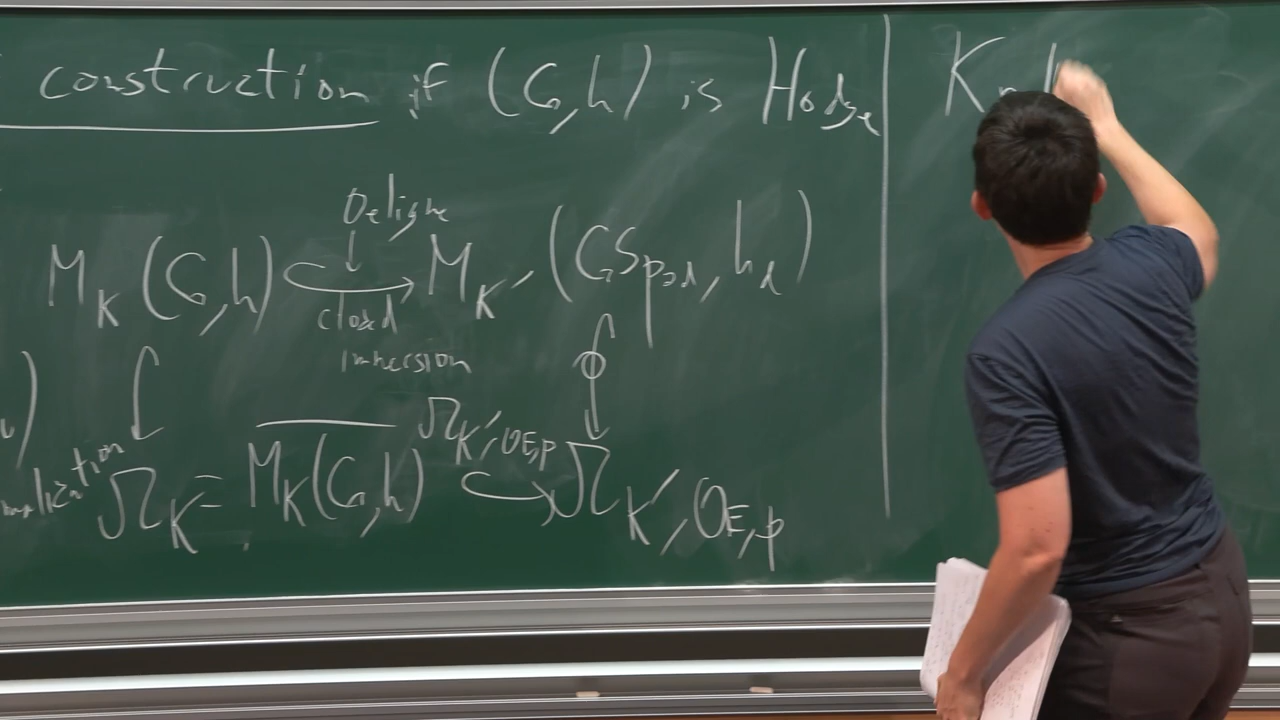 construction if (G,h) is Hodge
Deligne
M_K (G,h) ↪ M_K', (GSp_2d, h_d)
closed
immersion
Ω_K = M_K(G,h) ↪ Ω_K', O_E,p
Ω_K', O_E,p
K